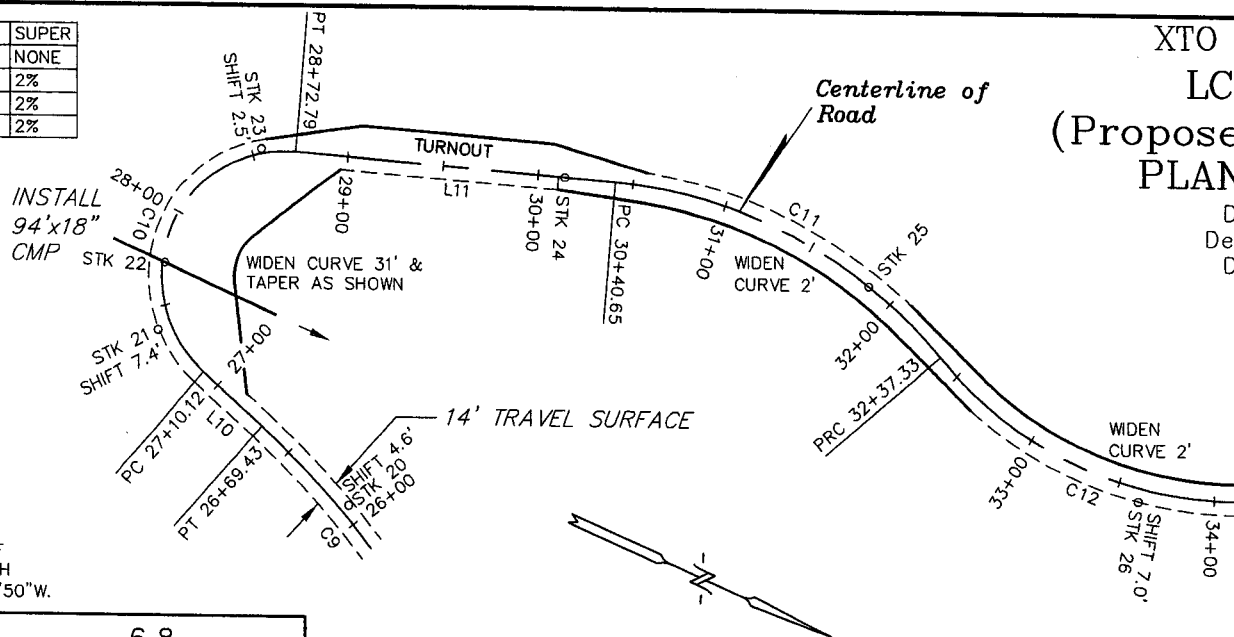 SUPER
NONE
2%
2%
2%
XTO
LC
(Propose
PLAN
D
De
D
PT 28+72.79
STK 23
SHIFT 2.5'
TURNOUT
Centerline of
Road
28+00
C10
INSTALL
94'x18"
CMP
STK 22
29+00
L11
30+00
STK 24
PC 30+40.65
31+00
C11
STK 25
WIDEN CURVE 31' &
TAPER AS SHOWN
WIDEN
CURVE 2'
STK 21
SHIFT 7.4'
27+00
32+00
PRC 32+37.33
PC 27+10.12
L10
PT 26+69.43
14' TRAVEL SURFACE
SHIFT 4.6'
STK 20
26+00
C9
WIDEN
CURVE 2'
33+00
C12
SHIFT 7.0'
STK 26
34+00
H
'50"W.
6.8